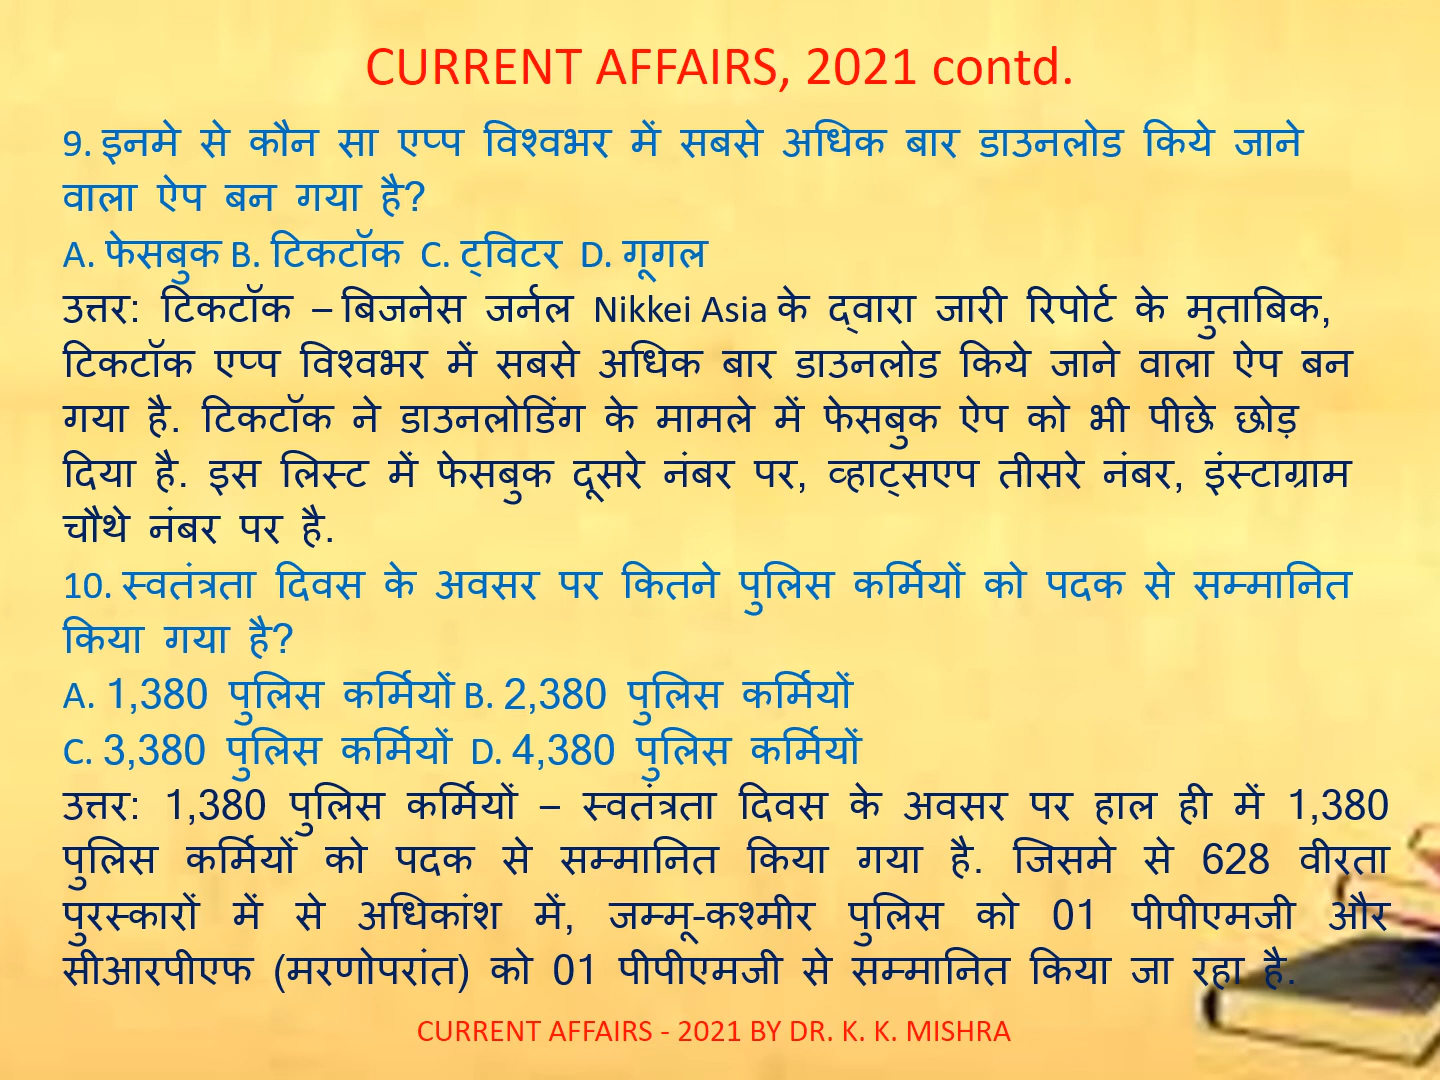 CURRENT AFFAIRS, 2021 contd.
9. इनमे से कौन सा एप्प विश्वभर में सबसे अधिक बार डाउनलोड किये जाने
वाला ऐप बन गया है?
A. फेसबुक B. टिकटॉक C. ट्विटर D. गूगल
उत्तर: टिकटॉक – बिजनेस जर्नल Nikkei Asia के द्वारा जारी रिपोर्ट के मुताबिक,
टिकटॉक एप्प विश्वभर में सबसे अधिक बार डाउनलोड किये जाने वाला ऐप बन
गया है. टिकटॉक ने डाउनलोडिंग के मामले में फेसबुक ऐप को भी पीछे छोड़
दिया है. इस लिस्ट में फेसबुक दूसरे नंबर पर, व्हाट्सएप तीसरे नंबर, इंस्टाग्राम
चौथे नंबर पर है.
10. स्वतंत्रता दिवस के अवसर पर कितने पुलिस कर्मियों को पदक से सम्मानित
किया गया है?
A. 1,380 पुलिस कर्मियों B. 2,380 पुलिस कर्मियों
C. 3,380 पुलिस कर्मियों D. 4,380 पुलिस कर्मियों
उत्तर: 1,380 पुलिस कर्मियों – स्वतंत्रता दिवस के अवसर पर हाल ही में 1,380
पुलिस कर्मियों को पदक से सम्मानित किया गया है. जिसमे से 628 वीरता
पुरस्कारों में से अधिकांश में, जम्मू-कश्मीर पुलिस को 01 पीपीएमजी और
सीआरपीएफ (मरणोपरांत) को 01 पीपीएमजी से सम्मानित किया जा रहा है.
CURRENT AFFAIRS - 2021 BY DR. K. K. MISHRA